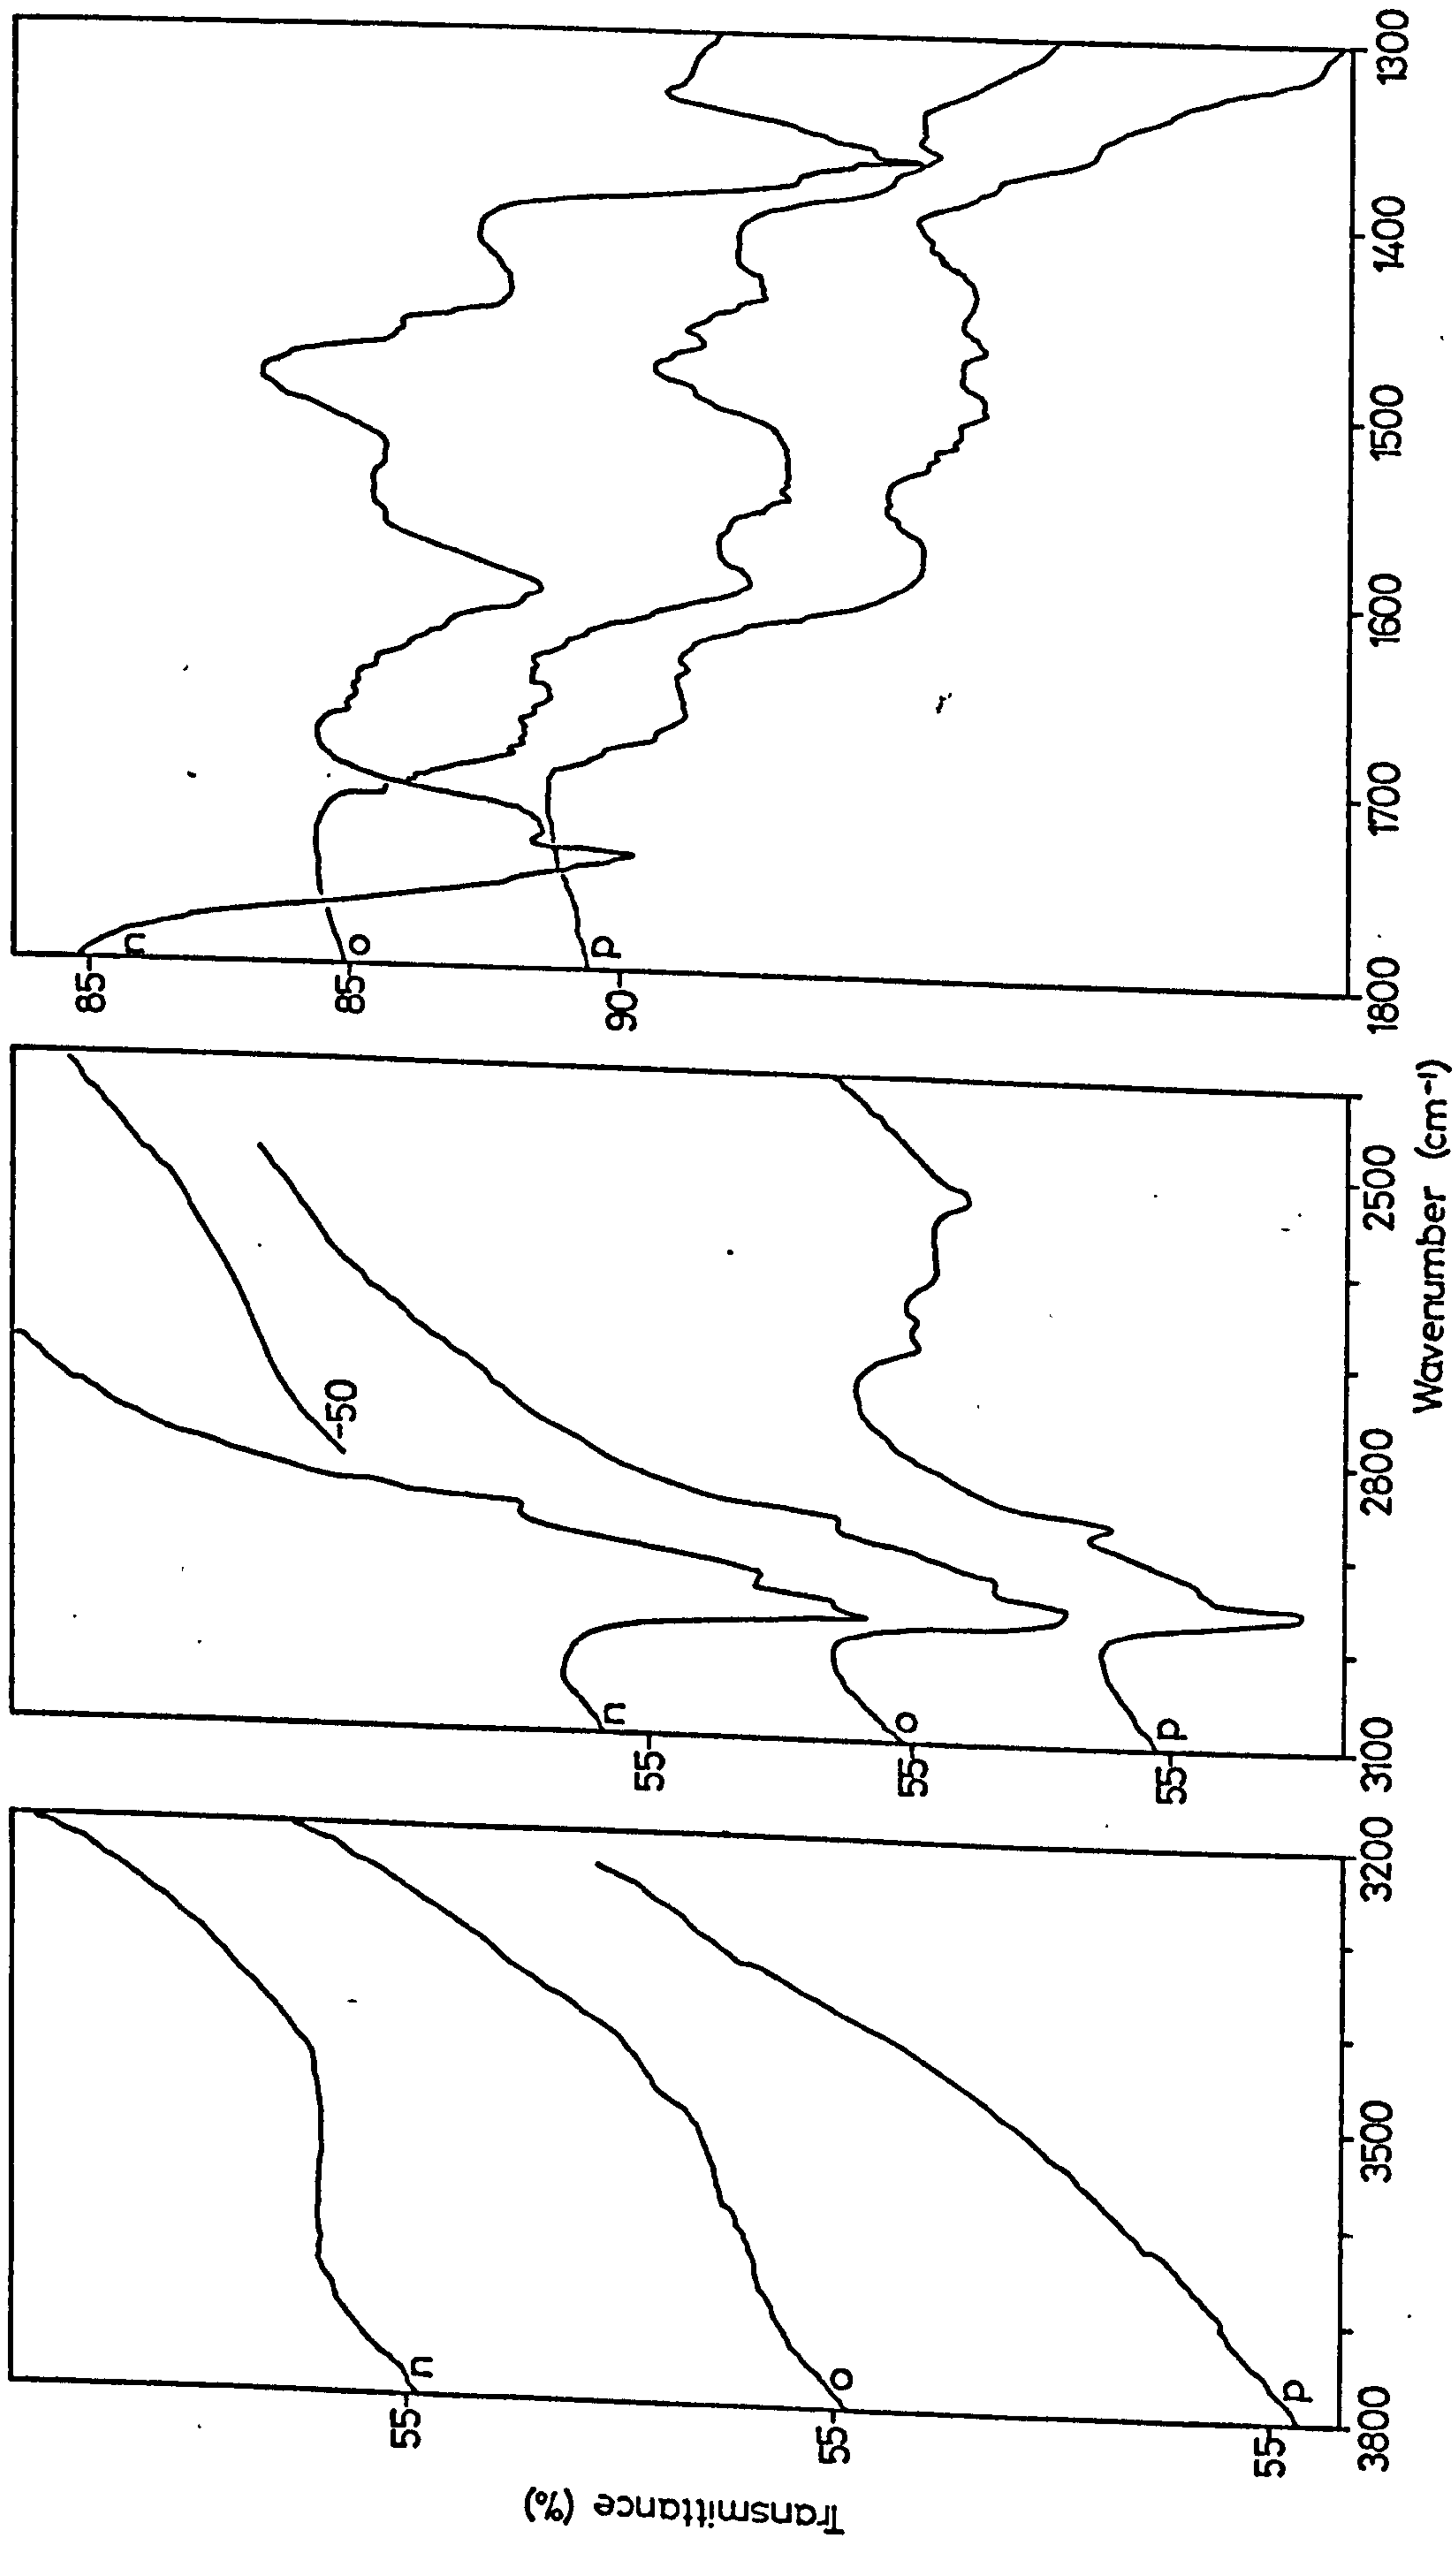 Transmittance (%)
55
55
55
n
o
p
3800
3500
3200
55
55
55
n
o
p
-50
3100
2800
2500
85
85
90
n
o
p
1800
1700
1600
1500
1400
1300
Wavenumber (cm⁻¹)